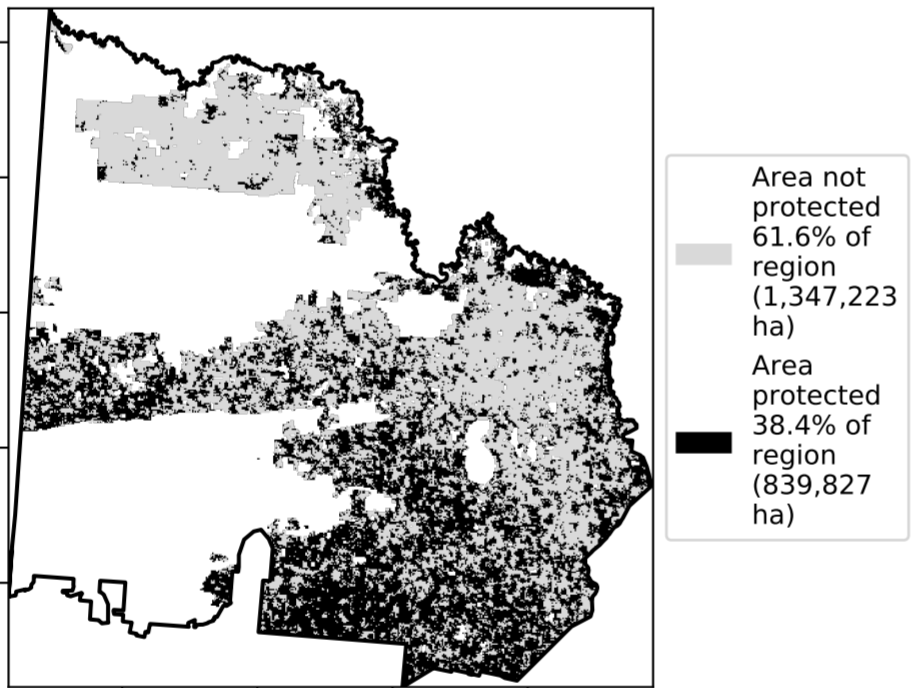 Area not
protected
61.6% of
region
(1,347,223
ha)
Area
protected
38.4% of
region
(839,827
ha)